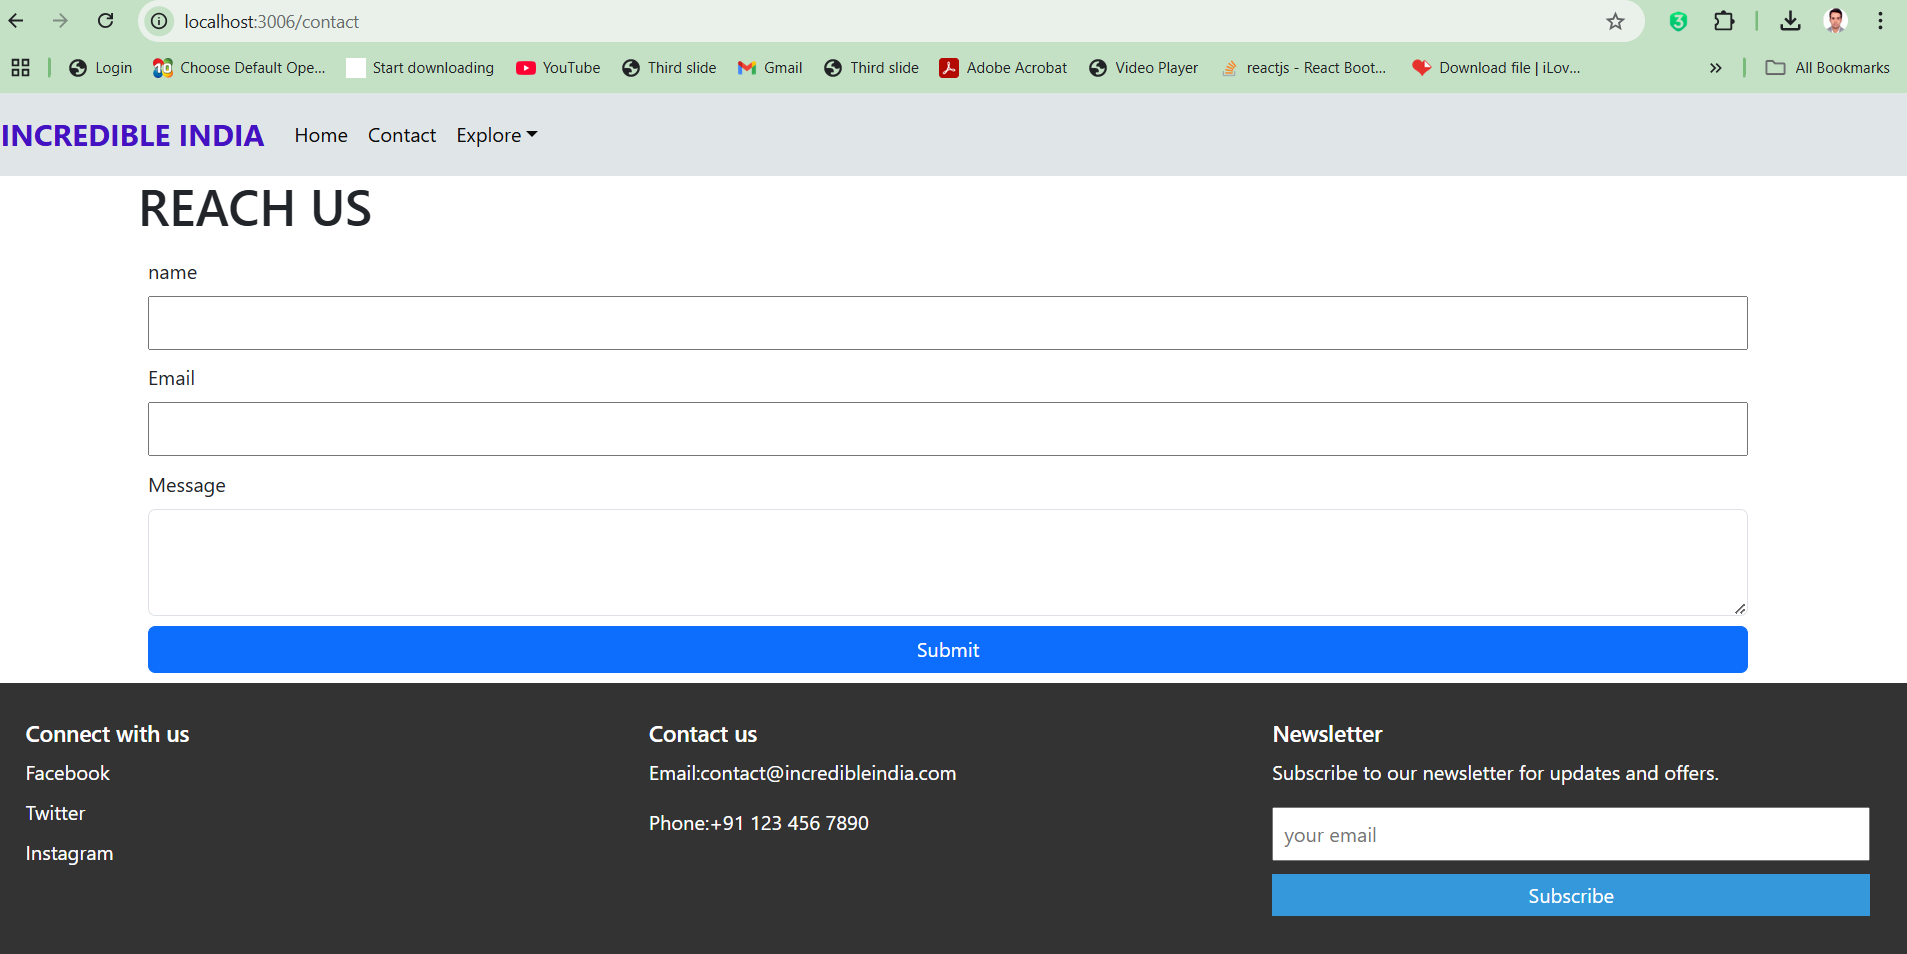 localhost:3006/contact
3
Login
10 Choose Default Ope...
Start downloading
YouTube
Third slide
Gmail
Third slide
Adobe Acrobat
Video Player
reactjs - React Boot...
Download file | iLov...
»
All Bookmarks
INCREDIBLE INDIA Home Contact Explore
REACH US
name
Email
Message
Submit
Connect with us
Facebook
Twitter
Instagram
Contact us
Email:contact@incredibleindia.com
Phone:+91 123 456 7890
Newsletter
Subscribe to our newsletter for updates and offers.
your email
Subscribe